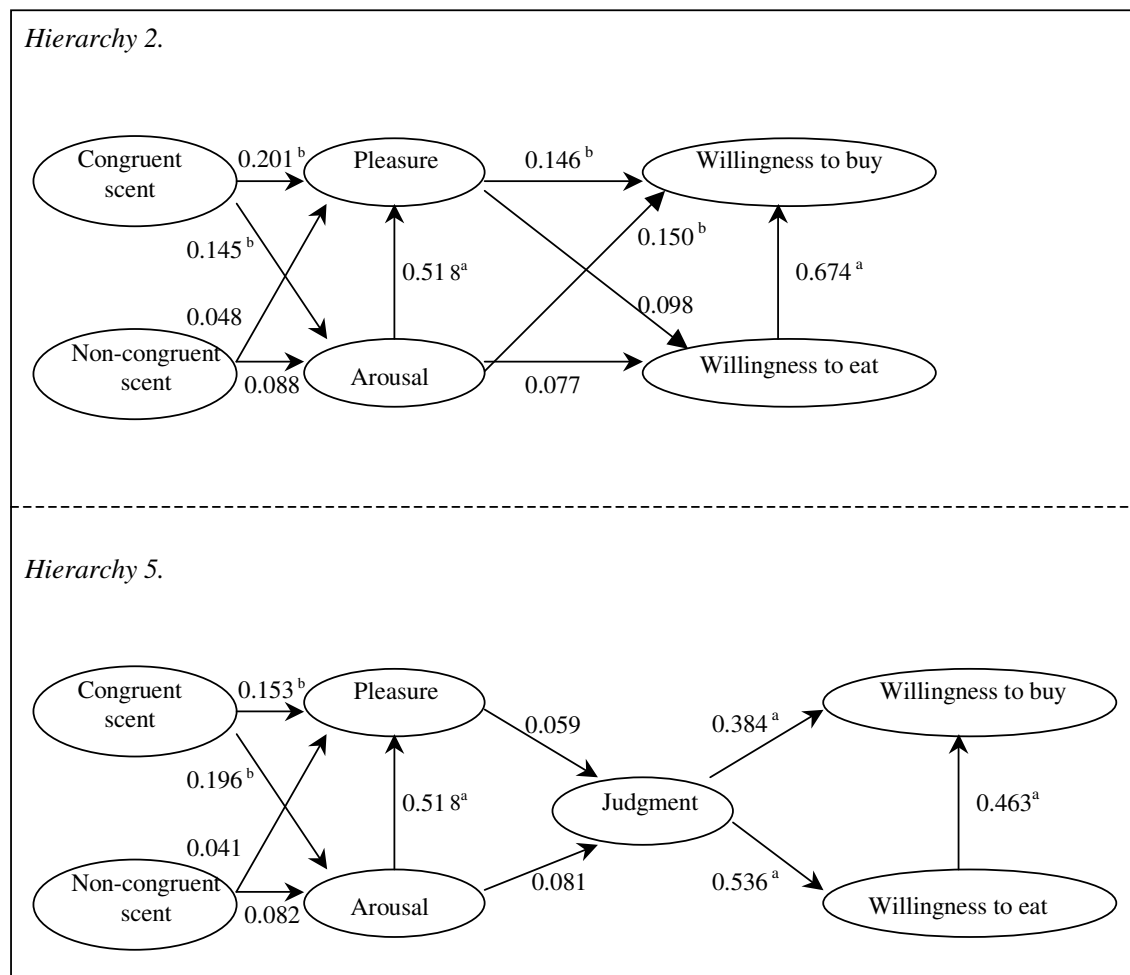 Hierarchy 2.
Congruent
scent
0.201 b
Pleasure
0.146 b
Willingness to buy
0.145 b
0.150 b
0.518a
0.674 a
0.048
0.098
Non-congruent
scent
0.088
Arousal
0.077
Willingness to eat
Hierarchy 5.
Congruent
scent
0.153 b
Pleasure
0.059
0.384 a
Willingness to buy
0.196 b
0.518a
Judgment
0.463a
0.041
Non-congruent
scent
0.082
Arousal
0.081
0.536 a
Willingness to eat